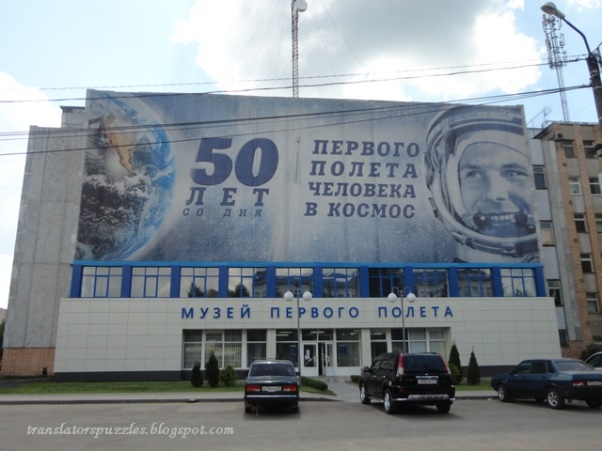 50
ЛЕТ
СО ДНЯ
ПЕРВОГО
ПОЛЕТА
ЧЕЛОВЕКА
В КОСМОС
МУЗЕЙ ПЕРВОГО ПОЛЕТА
translatorspuzzles.blogspot.com